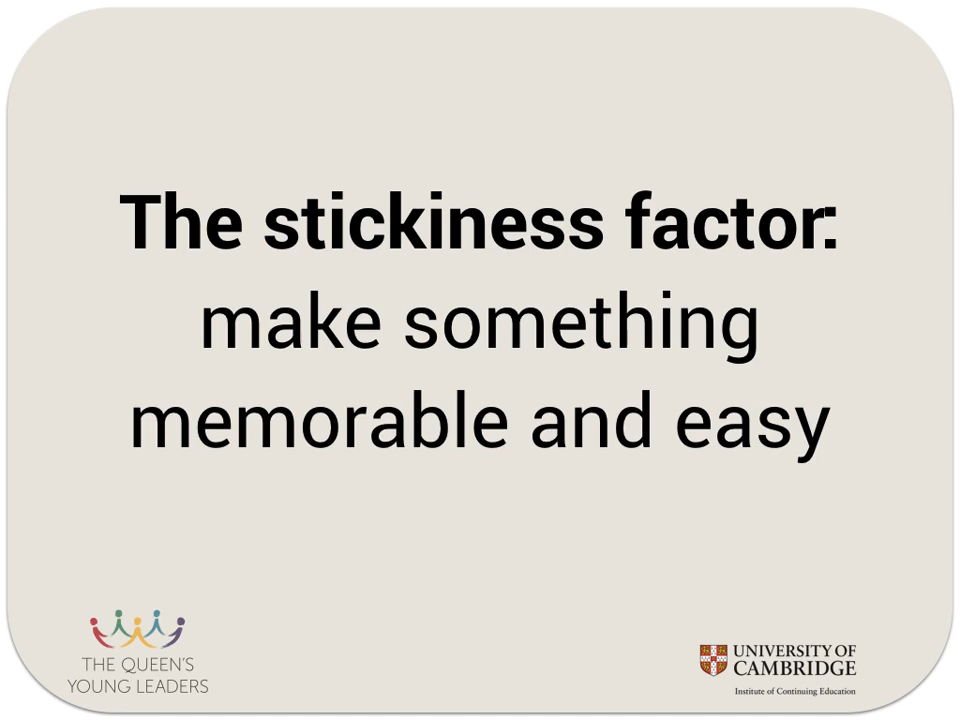 The stickiness factor:
make something
memorable and easy
THE QUEEN'S
YOUNG LEADERS
UNIVERSITY OF
CAMBRIDGE
Institute of Continuing Education